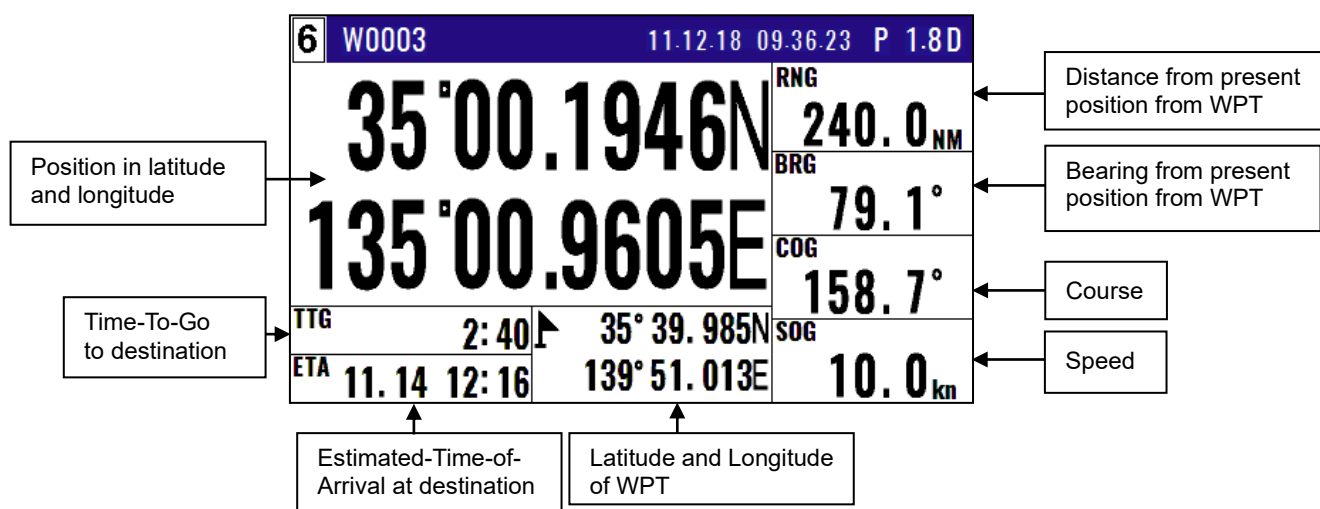 6 W0003 11.12.18 09.36.23 P 1.8D
35°00.1946N
135°00.9605E
RNG
240.0NM
BRG
79.1°
COG
158.7°
SOG
10.0kn
TTG
2:40
ETA
11.14 12:16
35°39.985N
139°51.013E
Position in latitude
and longitude
Time-To-Go
to destination
Estimated-Time-of-
Arrival at destination
Latitude and Longitude
of WPT
Distance from present
position from WPT
Bearing from present
position from WPT
Course
Speed